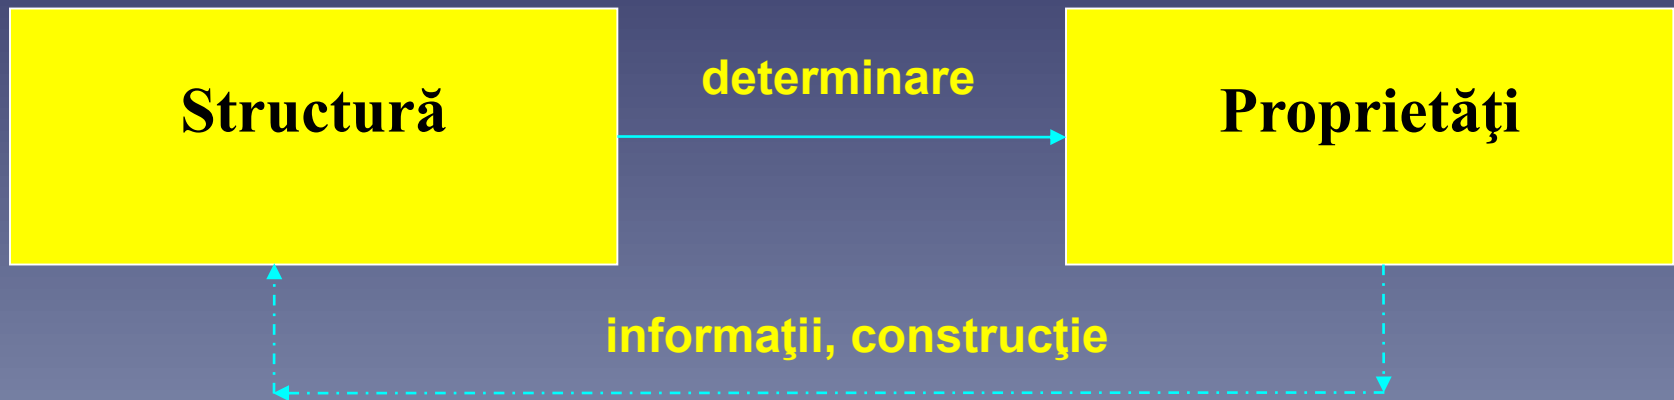 Structură
determinare
Proprietăţi
informaţii, construcţie